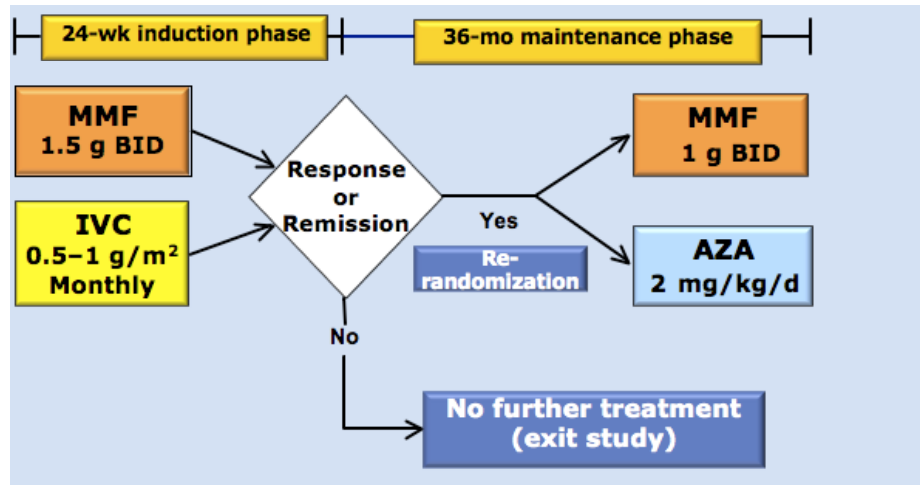 24-wk induction phase
36-mo maintenance phase
MMF
1.5 g BID
IVC
0.5–1 g/m²
Monthly
Response
or
Remission
Yes
Re-
randomization
MMF
1 g BID
AZA
2 mg/kg/d
No
No further treatment
(exit study)